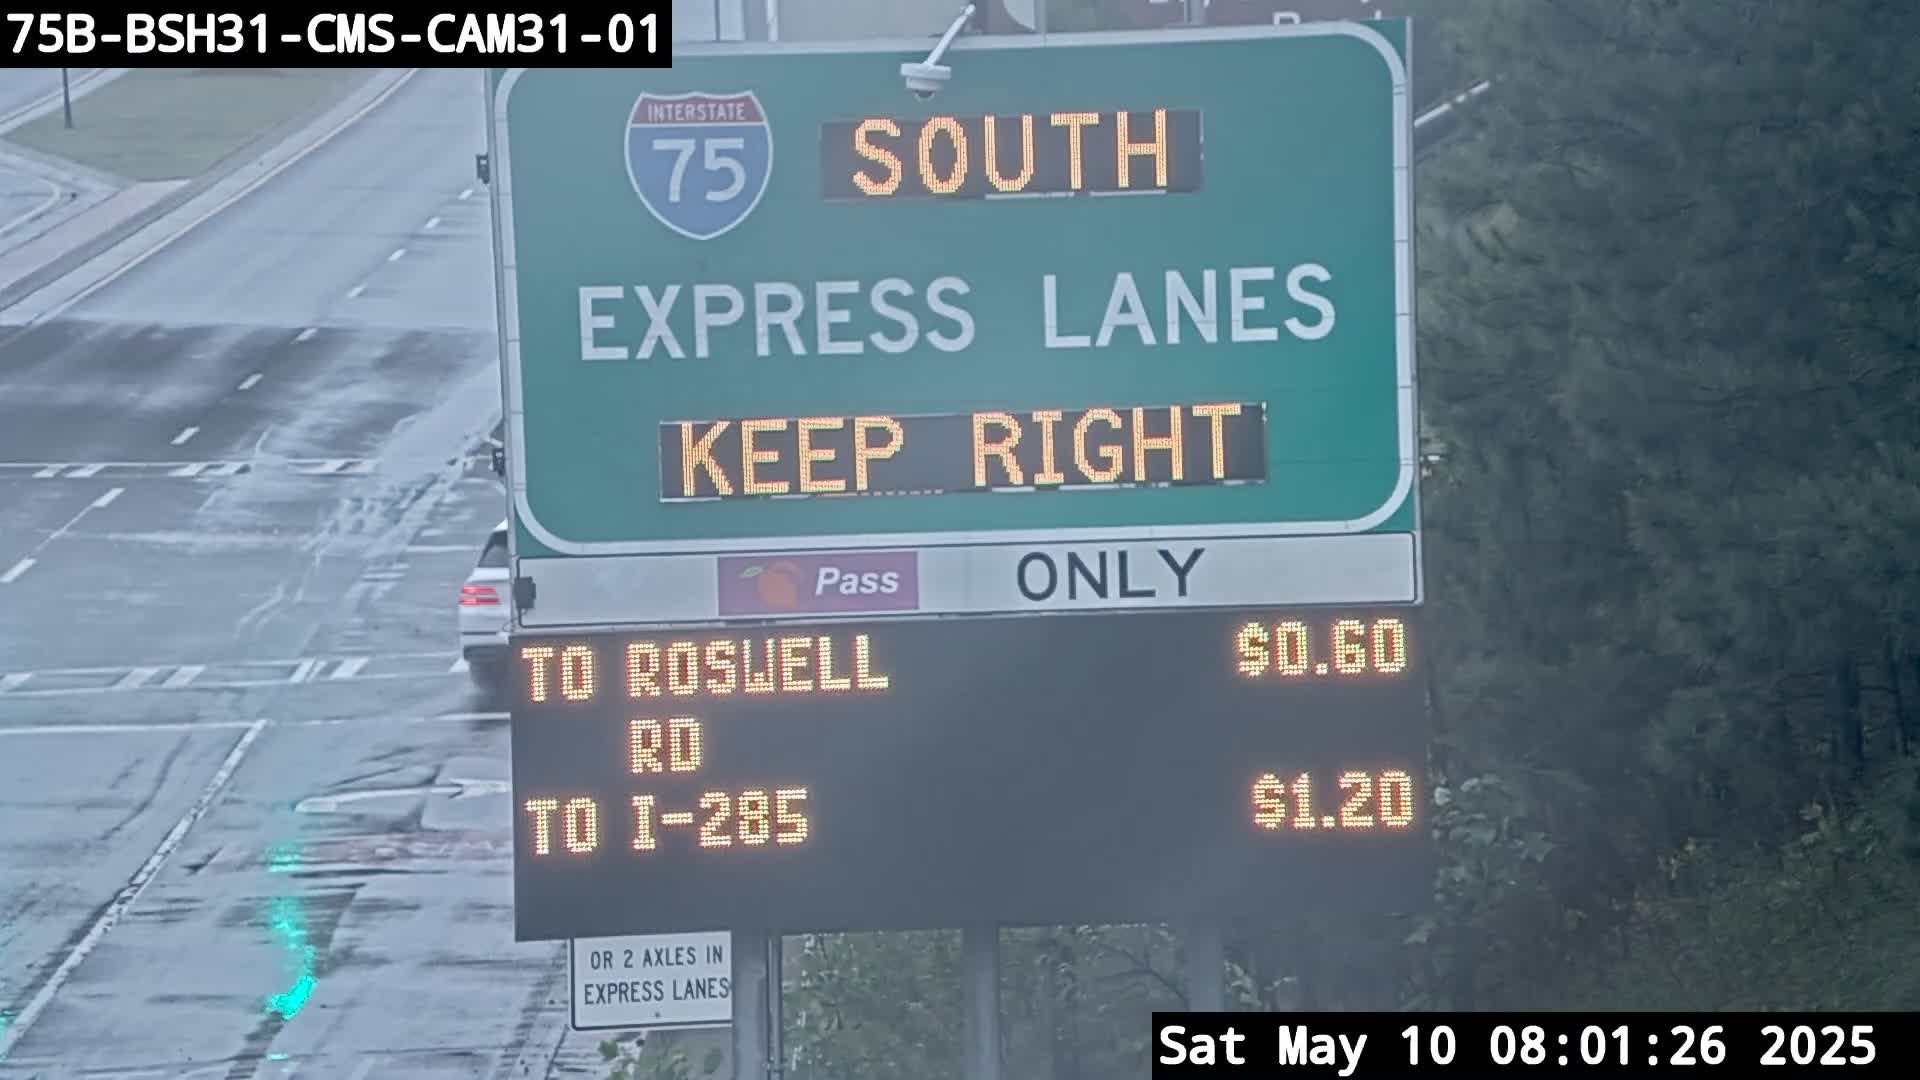 75B-BSH31-CMS-CAM31-01
INTERSTATE
75
SOUTH
EXPRESS LANES
KEEP RIGHT
Pass
ONLY
TO ROSWELL $0.60
RD
TO I-285 $1.20
OR 2 AXLES IN
EXPRESS LANES
Sat May 10 08:01:26 2025